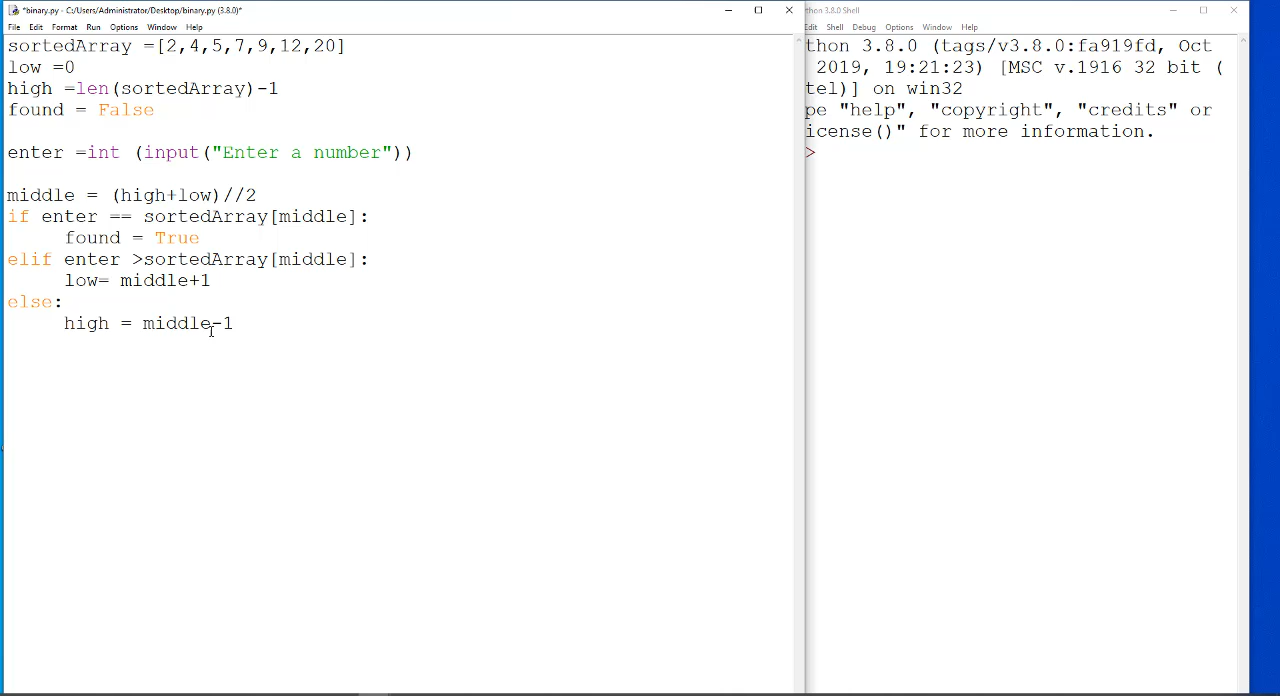 *binary.py - C:/Users/Administrator/Desktop/binary.py (3.8.0)*
File Edit Format Run Options Window Help
sortedArray =[2,4,5,7,9,12,20]
low =0
high =len(sortedArray)-1
found = False
enter =int (input("Enter a number"))
middle = (high+low)//2
if enter == sortedArray[middle]:
found = True
elif enter >sortedArray[middle]:
low= middle+1
else:
high = middle-1
thon 3.8.0 Shell
Edit Shell Debug Options Window Help
thon 3.8.0 (tags/v3.8.0:fa919fd, Oct
2019, 19:21:23) [MSC v.1916 32 bit (
tel)] on win32
pe "help", "copyright", "credits" or
icense()" for more information.
>